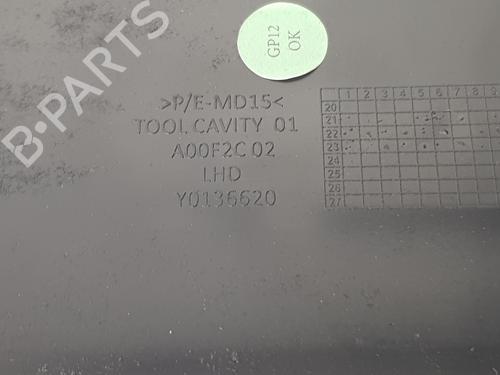 GP12
OK
B-PARTS
>P/E-MD15<
TOOL CAVITY 01
A00F2C 02
LHD
Y0136620
1 2 3 4 5 6 7 8 9
20
21
22
23
24
25
26
27